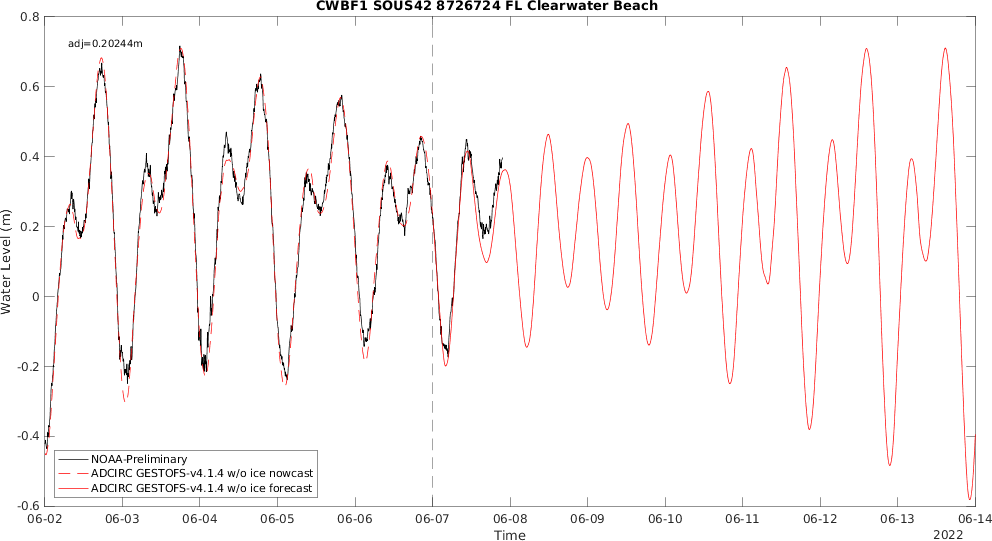 CWBF1 SOUS42 8726724 FL Clearwater Beach
adj=0.20244m
Water Level (m)
0.8
0.6
0.4
0.2
0
-0.2
-0.4
-0.6
NOAA-Preliminary
ADCIRC GESTOFS-v4.1.4 w/o ice nowcast
ADCIRC GESTOFS-v4.1.4 w/o ice forecast
06-02 06-03 06-04 06-05 06-06 06-07 06-08 06-09 06-10 06-11 06-12 06-13 06-14
Time
2022